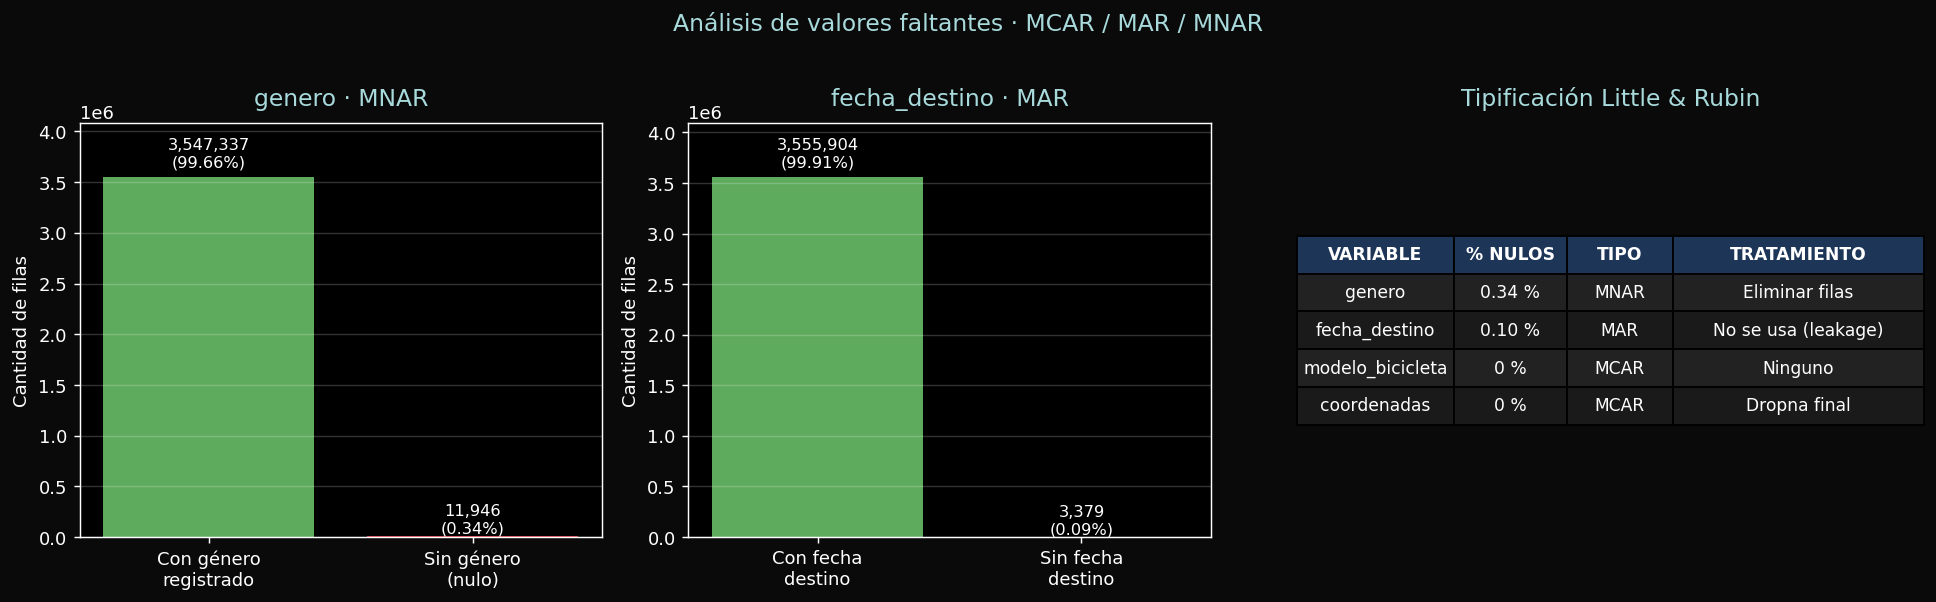 Análisis de valores faltantes · MCAR / MAR / MNAR
genero · MNAR
1e6
4.0
3.5
3.0
2.5
2.0
1.5
1.0
0.5
0.0
Cantidad de filas
3,547,337
(99.66%)
11,946
(0.34%)
Con género
registrado
Sin género
(nulo)
fecha_destino · MAR
1e6
4.0
3.5
3.0
2.5
2.0
1.5
1.0
0.5
0.0
Cantidad de filas
3,555,904
(99.91%)
3,379
(0.09%)
Con fecha
destino
Sin fecha
destino
Tipificación Little & Rubin
VARIABLE % NULOS TIPO TRATAMIENTO
genero 0.34 % MNAR Eliminar filas
fecha_destino 0.10 % MAR No se usa (leakage)
modelo_bicicleta 0 % MCAR Ninguno
coordenadas 0 % MCAR Dropna final